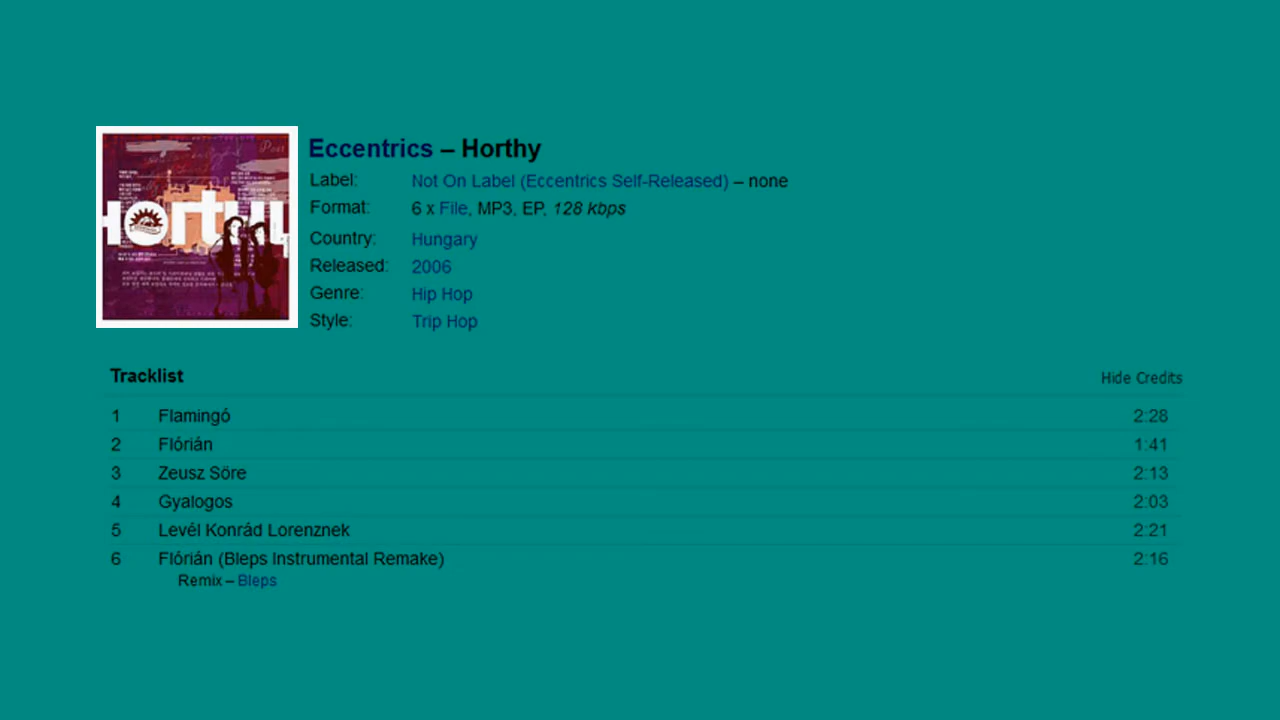 Post
Horthy
Eccentrics – Horthy
Label: Not On Label (Eccentrics Self-Released) – none
Format: 6 x File, MP3, EP, 128 kbps
Country: Hungary
Released: 2006
Genre: Hip Hop
Style: Trip Hop
Tracklist Hide Credits
1 Flamingó 2:28
2 Flórián 1:41
3 Zeusz Söre 2:13
4 Gyalogos 2:03
5 Levél Konrád Lorenznek 2:21
6 Flórián (Bleps Instrumental Remake) 2:16
Remix – Bleps